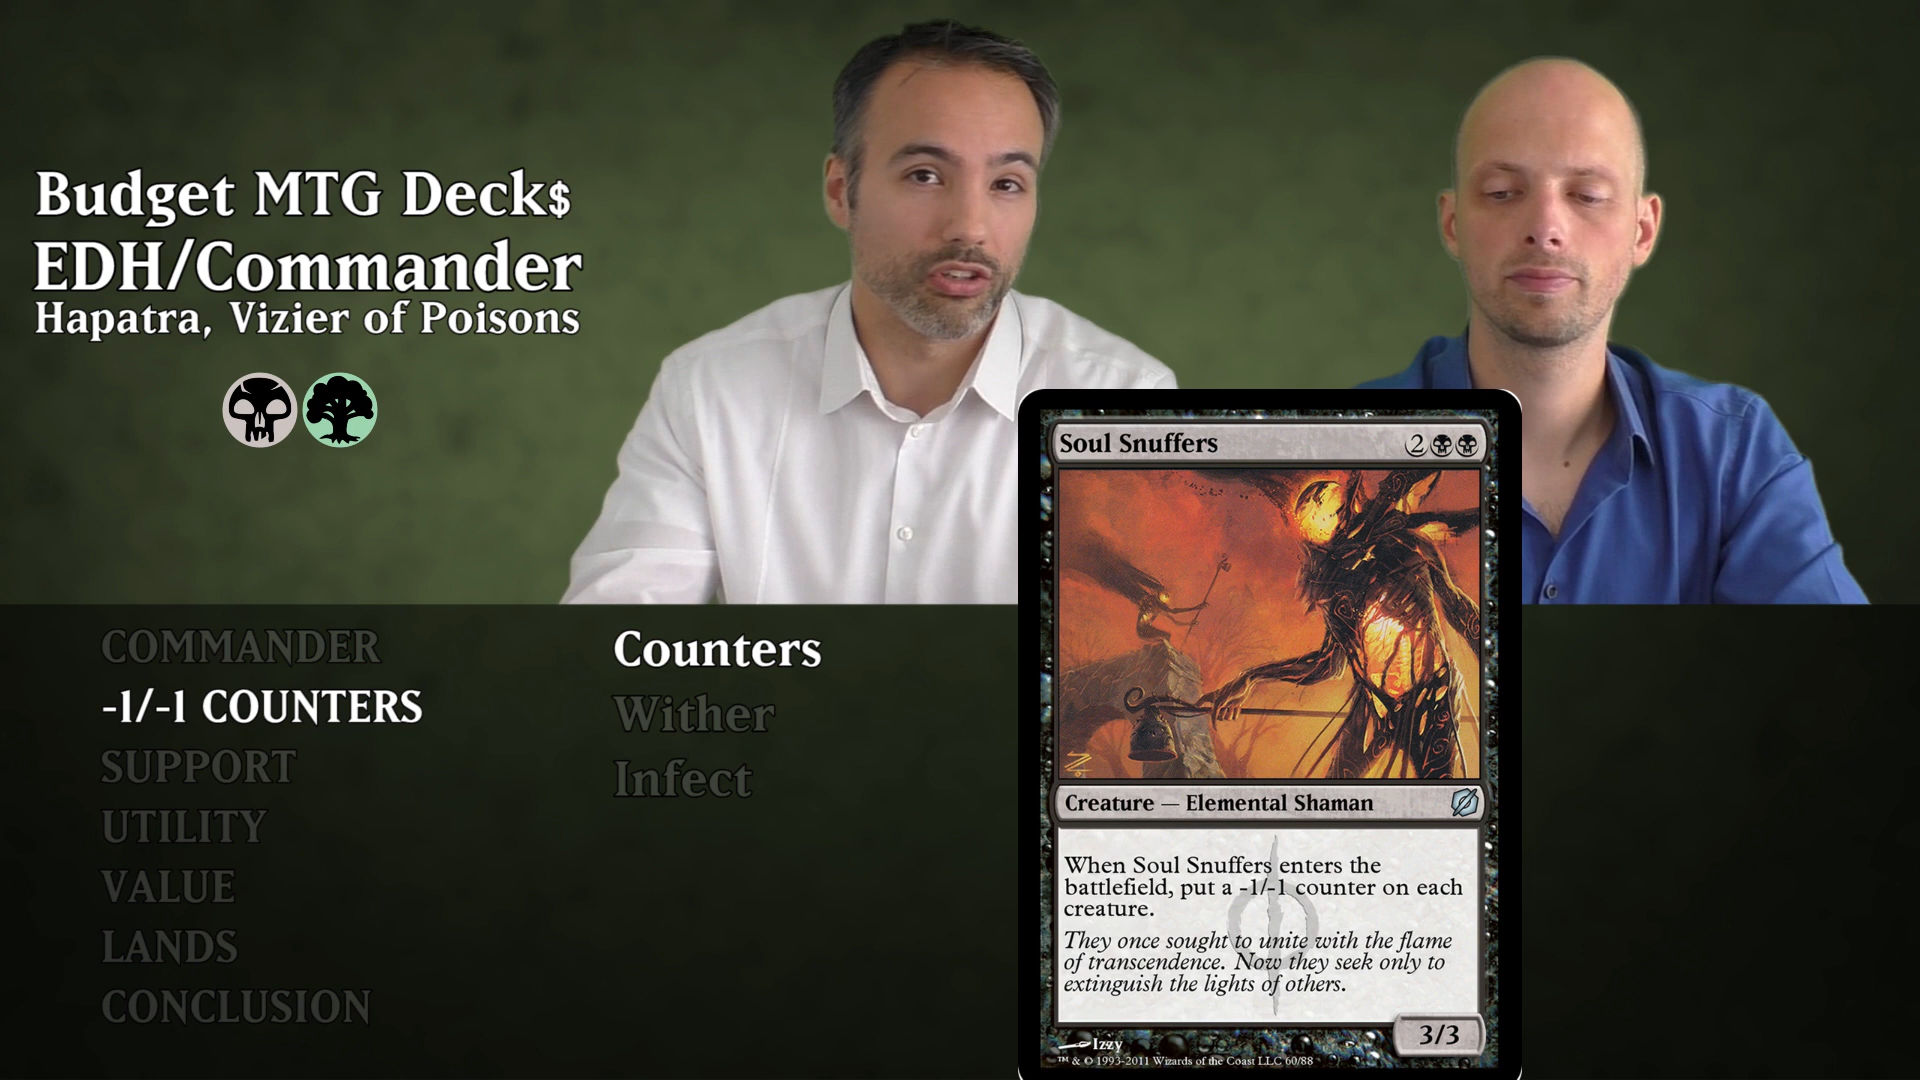 Budget MTG Deck$
EDH/Commander
Hapatra, Vizier of Poisons
COMMANDER
-1/-1 COUNTERS
SUPPORT
UTILITY
VALUE
LANDS
CONCLUSION
Counters
Wither
Infect
Soul Snuffers
2
Creature — Elemental Shaman
When Soul Snuffers enters the
battlefield, put a -1/-1 counter on each
creature.
They once sought to unite with the flame
of transcendence. Now they seek only to
extinguish the lights of others.
3/3
Izzy
™ & © 1993-2011 Wizards of the Coast LLC 60/88